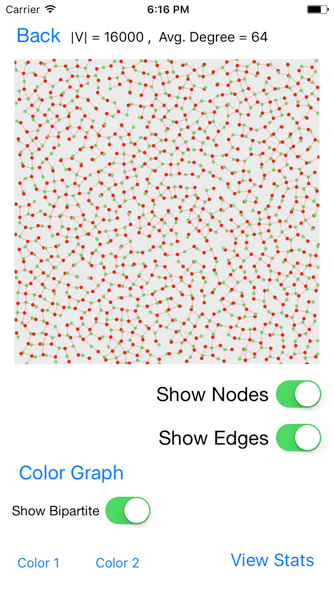 Carrier 6:16 PM
Back |V| = 16000 , Avg. Degree = 64
Show Nodes
Show Edges
Color Graph
Show Bipartite
Color 1 Color 2 View Stats